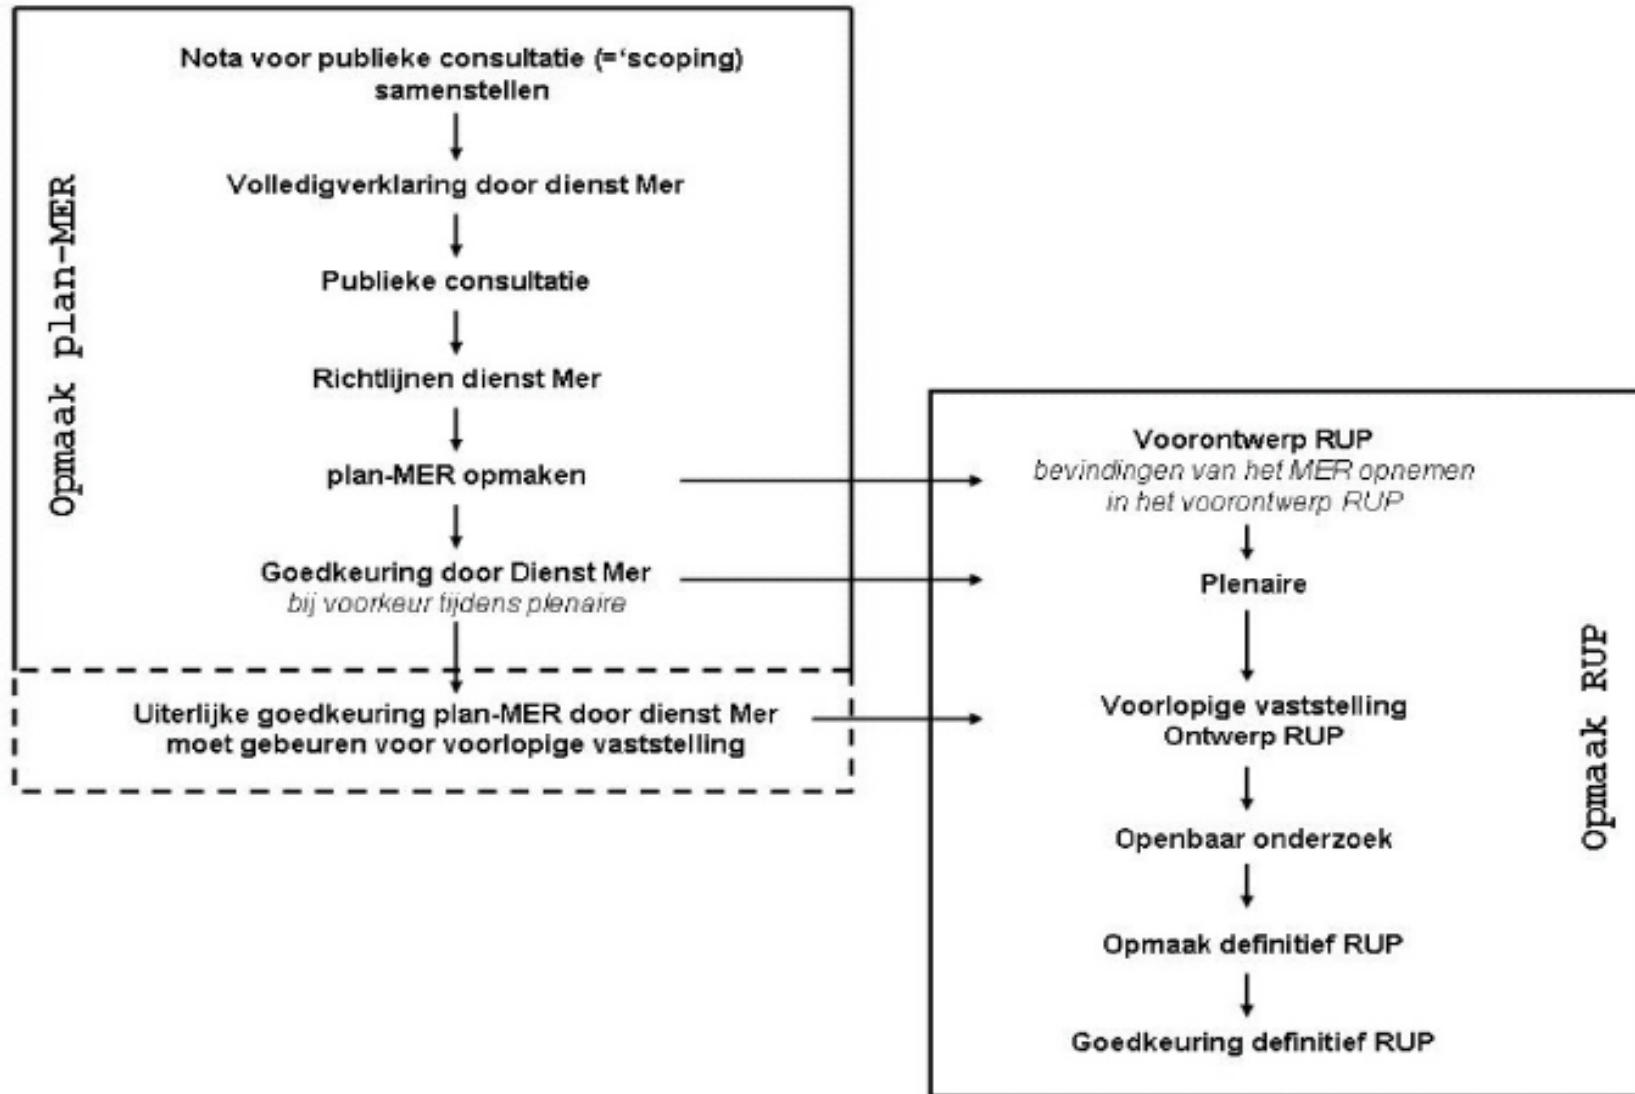 Opmaak plan-MER
Nota voor publieke consultatie (=‘scoping)
samenstellen
Volledigverklaring door dienst Mer
Publieke consultatie
Richtlijnen dienst Mer
plan-MER opmaken
Goedkeuring door Dienst Mer
bij voorkeur tijdens plenaire
Uiterlijke goedkeuring plan-MER door dienst Mer
moet gebeuren voor voorlopige vaststelling
Voorontwerp RUP
bevindingen van het MER opnemen
in het voorontwerp RUP
Plenaire
Voorlopige vaststelling
Ontwerp RUP
Openbaar onderzoek
Opmaak definitief RUP
Goedkeuring definitief RUP
Opmaak RUP